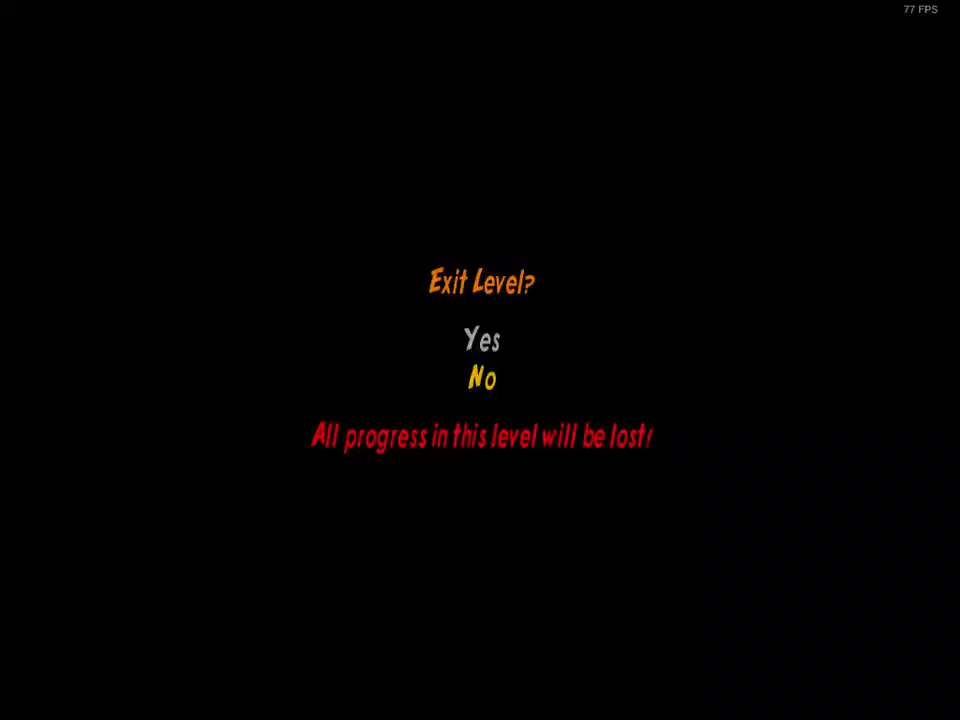 77 FPS
Exit Level?
Yes
No
All progress in this level will be lost!